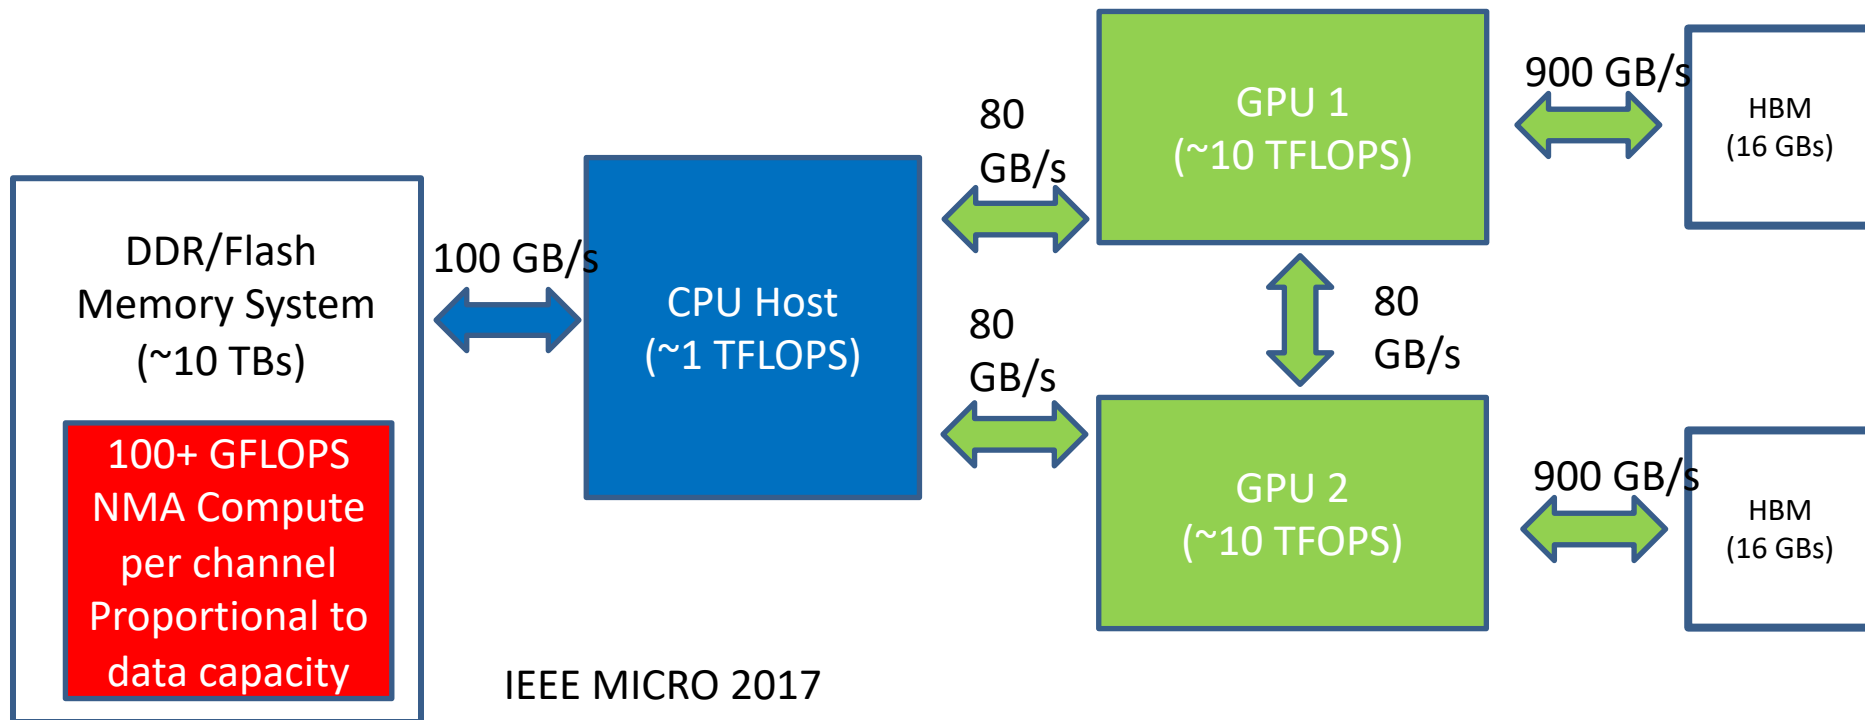 DDR/Flash
Memory System
(~10 TBs)
100+ GFLOPS
NMA Compute
per channel
Proportional to
data capacity
100 GB/s
CPU Host
(~1 TFLOPS)
80
GB/s
80
GB/s
GPU 1
(~10 TFLOPS)
80
GB/s
GPU 2
(~10 TFOPS)
900 GB/s
HBM
(16 GBs)
900 GB/s
HBM
(16 GBs)
IEEE MICRO 2017